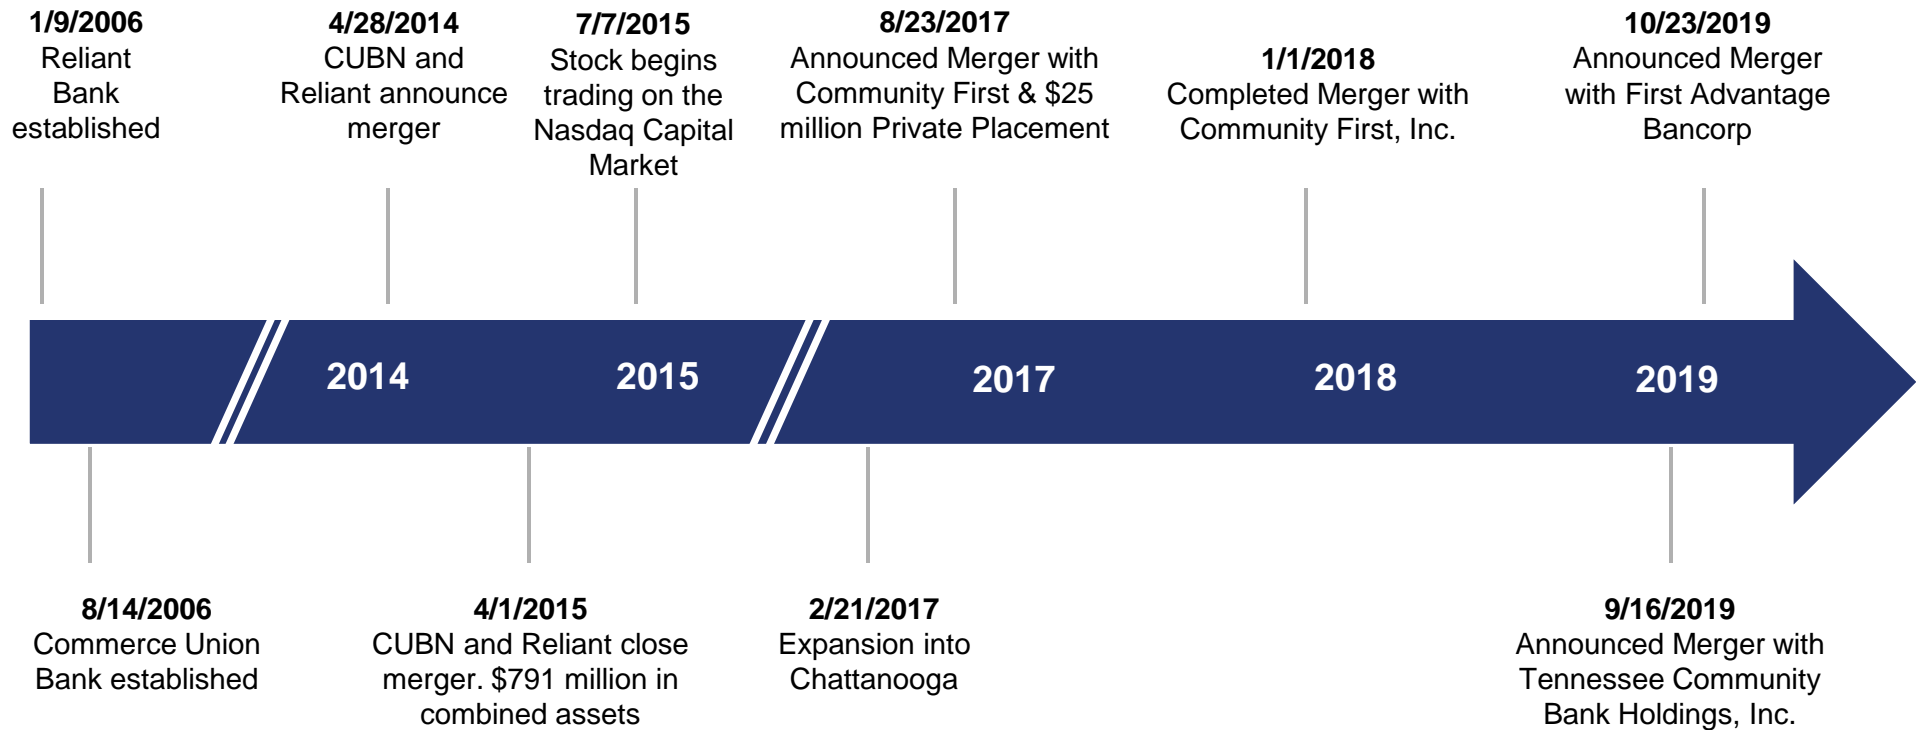 1/9/2006
Reliant
Bank
established
4/28/2014
CUBN and
Reliant announce
merger
7/7/2015
Stock begins
trading on the
Nasdaq Capital
Market
8/23/2017
Announced Merger with
Community First & $25
million Private Placement
1/1/2018
Completed Merger with
Community First, Inc.
10/23/2019
Announced Merger
with First Advantage
Bancorp
2014
2015
2017
2018
2019
8/14/2006
Commerce Union
Bank established
4/1/2015
CUBN and Reliant close
merger. $791 million in
combined assets
2/21/2017
Expansion into
Chattanooga
9/16/2019
Announced Merger with
Tennessee Community
Bank Holdings, Inc.